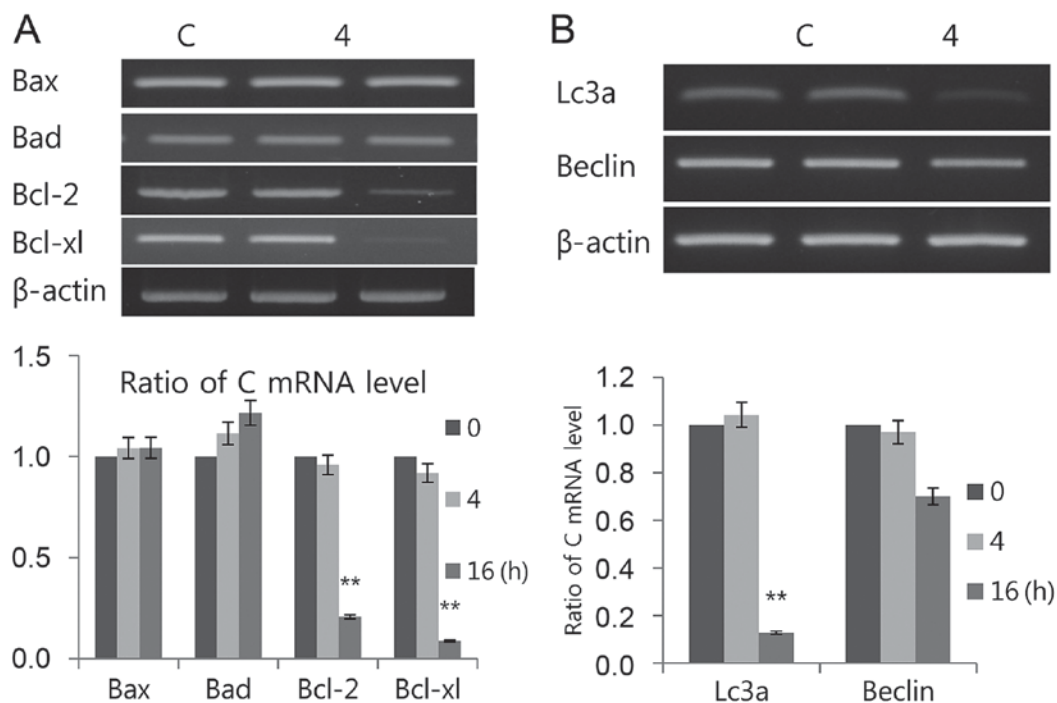 A
C 4
Bax
Bad
Bcl-2
Bcl-xl
β-actin
1.5
1.0
0.5
0.0
Ratio of C mRNA level
0
4
16 (h)
**
**
Bax Bad Bcl-2 Bcl-xl
B
C 4
Lc3a
Beclin
β-actin
Ratio of C mRNA level
1.2
1.0
0.8
0.6
0.4
0.2
0.0
0
4
16 (h)
**
Lc3a Beclin